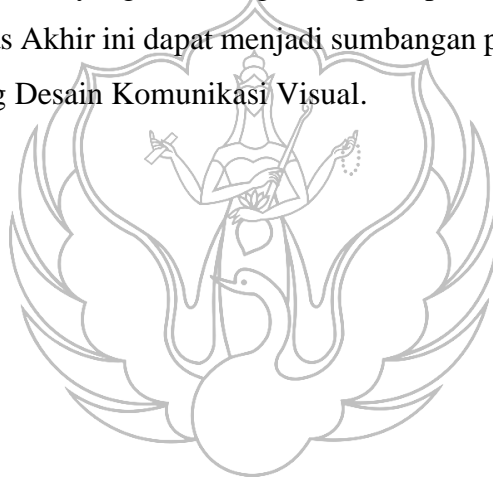 s Akhir ini dapat menjadi sumbangan p
g Desain Komunikasi Visual.